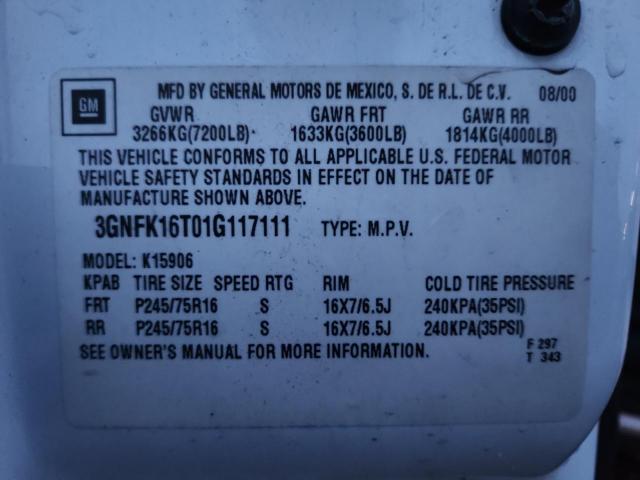 GM
MFD BY GENERAL MOTORS DE MEXICO, S. DE R.L. DE C.V. 08/00
GVWR GAWR FRT GAWR RR
3266KG(7200LB) 1633KG(3600LB) 1814KG(4000LB)
THIS VEHICLE CONFORMS TO ALL APPLICABLE U.S. FEDERAL MOTOR
VEHICLE SAFETY STANDARDS IN EFFECT ON THE DATE OF
MANUFACTURE SHOWN ABOVE.
3GNFK16T01G117111 TYPE: M.P.V.
MODEL: K15906
KPAB TIRE SIZE SPEED RTG RIM COLD TIRE PRESSURE
FRT P245/75R16 S 16X7/6.5J 240KPA(35PSI)
RR P245/75R16 S 16X7/6.5J 240KPA(35PSI)
SEE OWNER'S MANUAL FOR MORE INFORMATION.
F 297
T 343